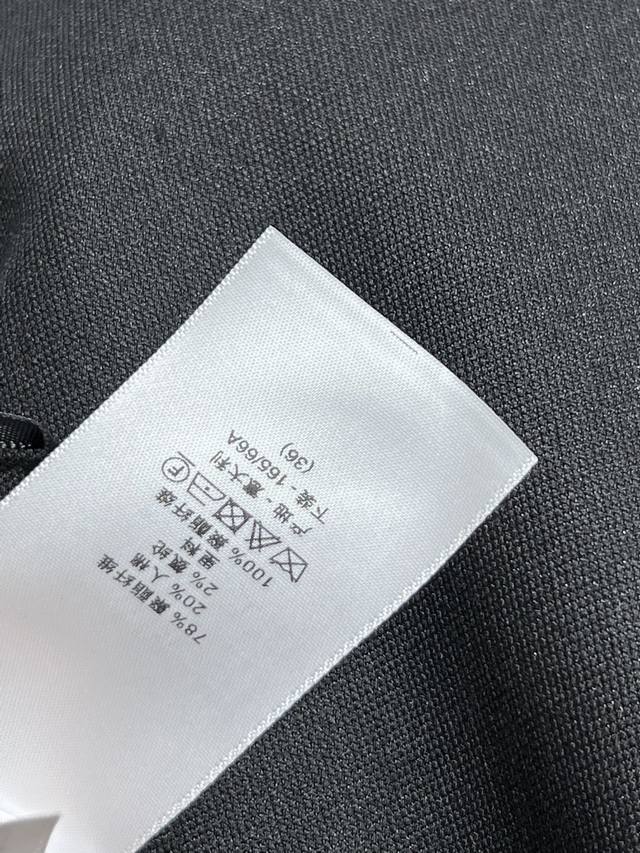 78% 聚酯纤维
20% 人棉
2% 氨纶
里料
100% 聚酯纤维
产地 - 意大利
下装 - 165/66A
(36)